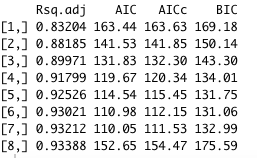 Rsq.adj AIC AICc BIC
[1,] 0.83204 163.44 163.63 169.18
[2,] 0.88185 141.53 141.85 150.14
[3,] 0.89971 131.83 132.30 143.30
[4,] 0.91799 119.67 120.34 134.01
[5,] 0.92526 114.54 115.45 131.75
[6,] 0.93021 110.98 112.15 131.06
[7,] 0.93212 110.05 111.53 132.99
[8,] 0.93388 152.65 154.47 175.59